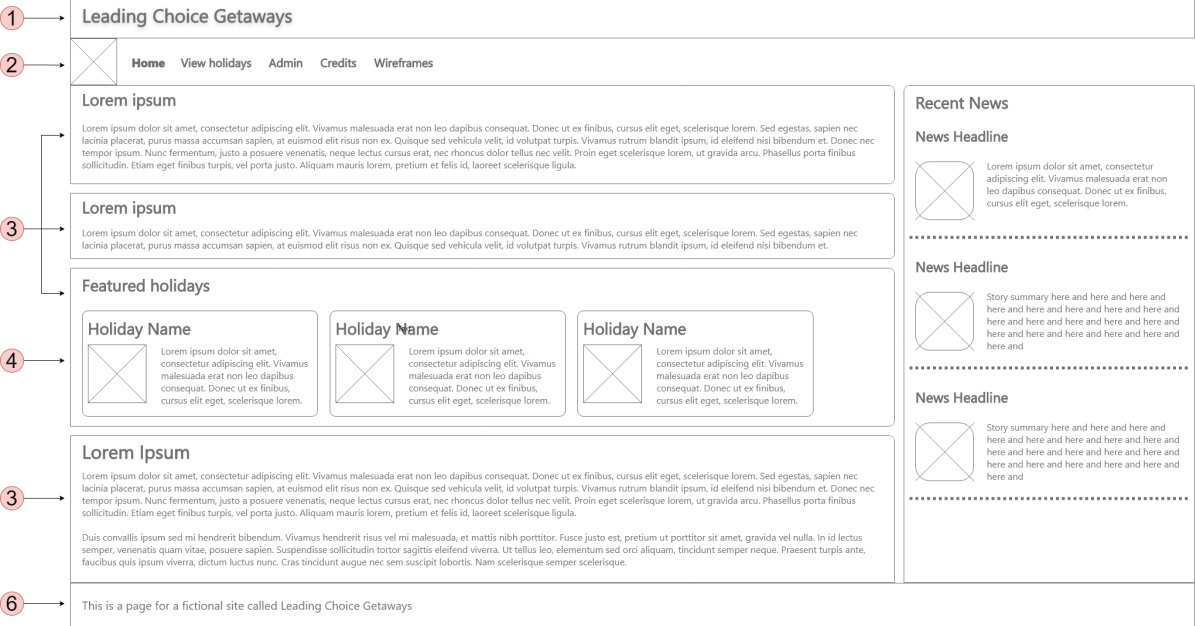 1
Leading Choice Getaways
2
Home View holidays Admin Credits Wireframes
3
Lorem ipsum
Lorem ipsum dolor sit amet, consectetur adipiscing elit. Vivamus malesuada erat non leo dapibus consequat. Donec ut ex finibus, cursus elit eget, scelerisque lorem. Sed egestas, sapien nec
lacinia placerat, purus massa accumsan sapien, at euismod elit risus non ex. Quisque sed vehicula velit, id volutpat turpis. Vivamus rutrum blandit ipsum, id eleifend nisi bibendum et. Donec nec
tempor ipsum. Nunc fermentum, justo a posuere venenatis, neque lectus cursus erat, nec rhoncus dolor tellus nec velit. Proin eget scelerisque lorem, ut gravida arcu. Phasellus porta finibus
sollicitudin. Etiam eget finibus turpis, vel porta justo. Aliquam mauris lorem, pretium et felis id, laoreet scelerisque ligula.
Lorem ipsum
Lorem ipsum dolor sit amet, consectetur adipiscing elit. Vivamus malesuada erat non leo dapibus consequat. Donec ut ex finibus, cursus elit eget, scelerisque lorem. Sed egestas, sapien nec
lacinia placerat, purus massa accumsan sapien, at euismod elit risus non ex. Quisque sed vehicula velit, id volutpat turpis. Vivamus rutrum blandit ipsum, id eleifend nisi bibendum et.
Featured holidays
4
Holiday Name
Lorem ipsum dolor sit amet,
consectetur adipiscing elit. Vivamus
malesuada erat non leo dapibus
consequat. Donec ut ex finibus,
cursus elit eget, scelerisque lorem.
Holiday Name
Lorem ipsum dolor sit amet,
consectetur adipiscing elit. Vivamus
malesuada erat non leo dapibus
consequat. Donec ut ex finibus,
cursus elit eget, scelerisque lorem.
Holiday Name
Lorem ipsum dolor sit amet,
consectetur adipiscing elit. Vivamus
malesuada erat non leo dapibus
consequat. Donec ut ex finibus,
cursus elit eget, scelerisque lorem.
3
Lorem Ipsum
Lorem ipsum dolor sit amet, consectetur adipiscing elit. Vivamus malesuada erat non leo dapibus consequat. Donec ut ex finibus, cursus elit eget, scelerisque lorem. Sed egestas, sapien nec
lacinia placerat, purus massa accumsan sapien, at euismod elit risus non ex. Quisque sed vehicula velit, id volutpat turpis. Vivamus rutrum blandit ipsum, id eleifend nisi bibendum et. Donec nec
tempor ipsum. Nunc fermentum, justo a posuere venenatis, neque lectus cursus erat, nec rhoncus dolor tellus nec velit. Proin eget scelerisque lorem, ut gravida arcu. Phasellus porta finibus
sollicitudin. Etiam eget finibus turpis, vel porta justo. Aliquam mauris lorem, pretium et felis id, laoreet scelerisque ligula.
Duis convallis ipsum sed mi hendrerit bibendum. Vivamus hendrerit risus vel mi malesuada, et mattis nibh porttitor. Fusce justo est, pretium ut porttitor sit amet, gravida vel nulla. In id lectus
semper, venenatis quam vitae, posuere sapien. Suspendisse sollicitudin tortor sagittis eleifend viverra. Ut tellus leo, elementum sed orci aliquam, tincidunt semper neque. Praesent turpis ante,
faucibus quis ipsum viverra, dictum luctus nunc. Cras tincidunt augue nec sem suscipit lobortis. Nam scelerisque semper scelerisque.
Recent News
News Headline
Lorem ipsum dolor sit amet, consectetur
adipiscing elit. Vivamus malesuada erat non
leo dapibus consequat. Donec ut ex finibus,
cursus elit eget, scelerisque lorem.
News Headline
Story summary here and here and here and
here and here and here and here and here and
here and here and here and here and here and
here and here and here and here and here and
here and
News Headline
Story summary here and here and here and
here and here and here and here and here and
here and here and here and here and here and
here and here and here and here and here and
here and
6
This is a page for a fictional site called Leading Choice Getaways